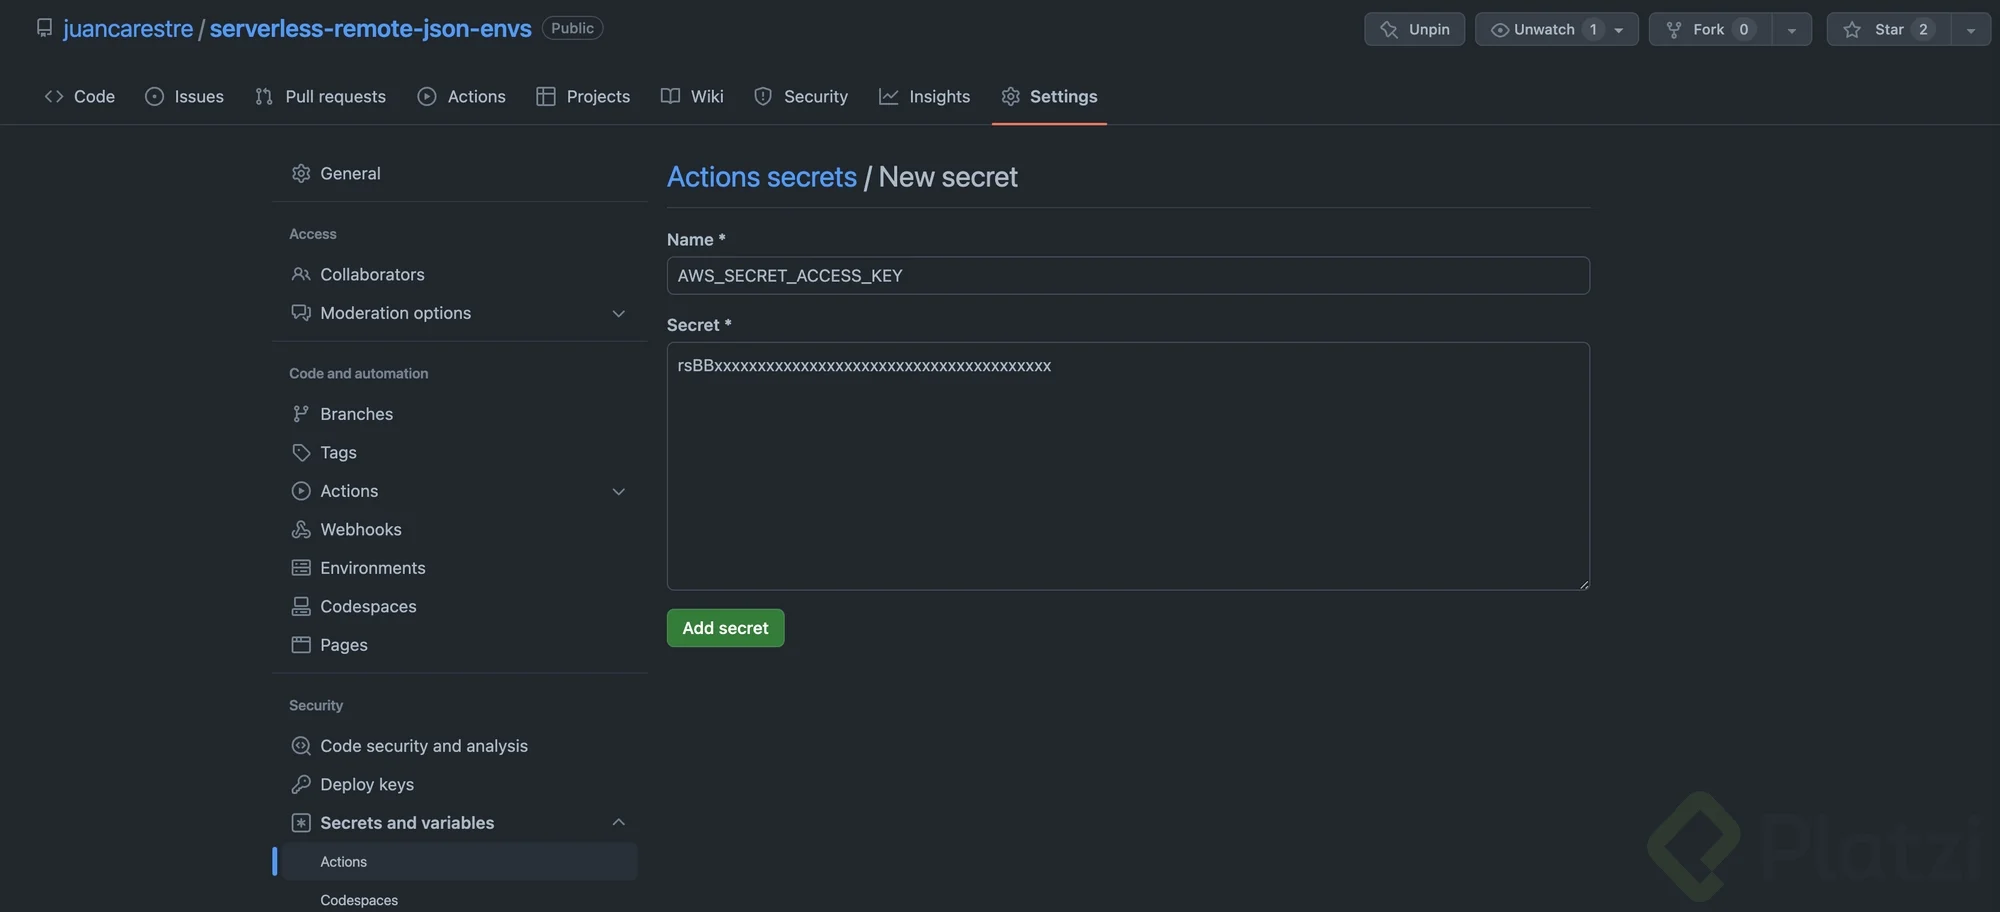 juancarestre / serverless-remote-json-envs Public
Unpin Unwatch 1 Fork 0 Star 2
Code Issues Pull requests Actions Projects Wiki Security Insights Settings
General
Access
Collaborators
Moderation options
Code and automation
Branches
Tags
Actions
Webhooks
Environments
Codespaces
Pages
Security
Code security and analysis
Deploy keys
Secrets and variables
Actions
Codespaces
Actions secrets / New secret
Name *
AWS_SECRET_ACCESS_KEY
Secret *
rsBBxxxxxxxxxxxxxxxxxxxxxxxxxxxxxxxxxxxxxxx
Add secret
Platzi